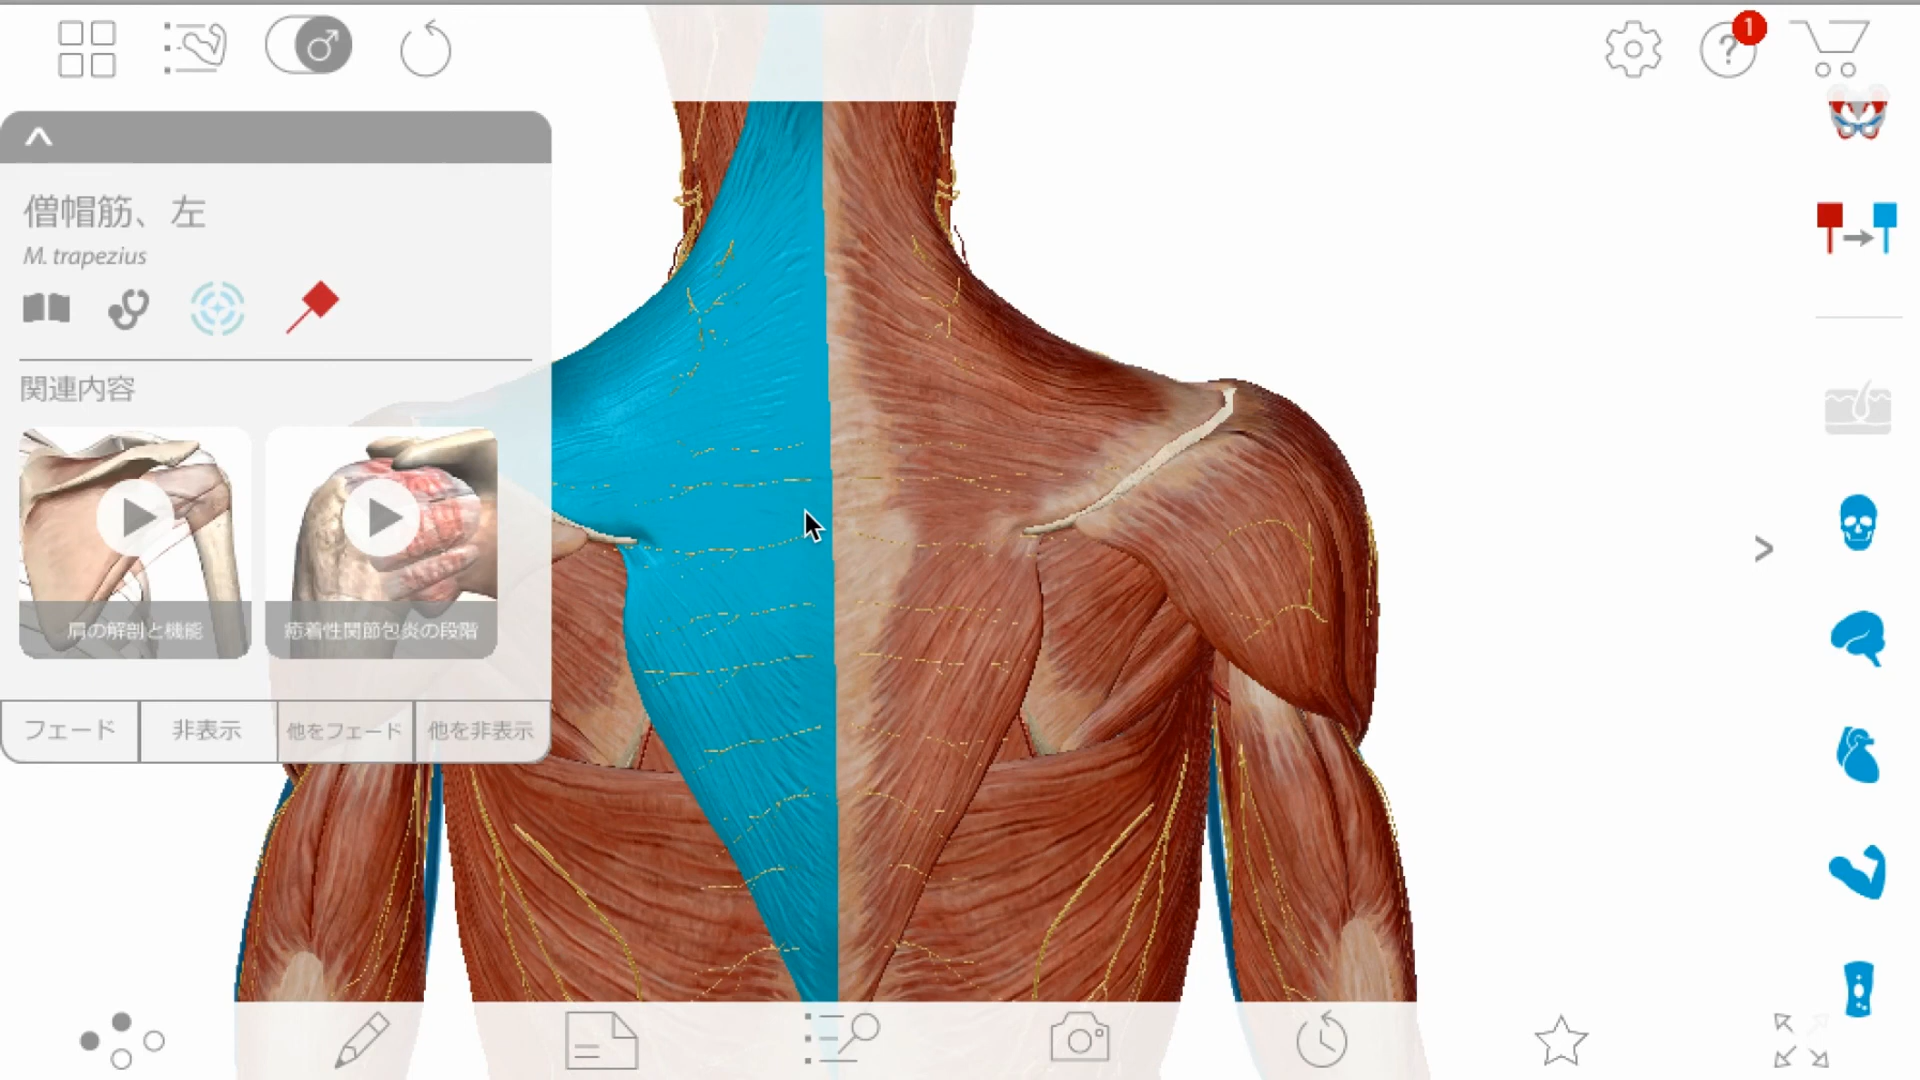 1
僧帽筋、左
M. trapezius
関連内容
肩の解剖と機能
癒着性関節包炎の段階
フェード
非表示
他をフェード
他を非表示